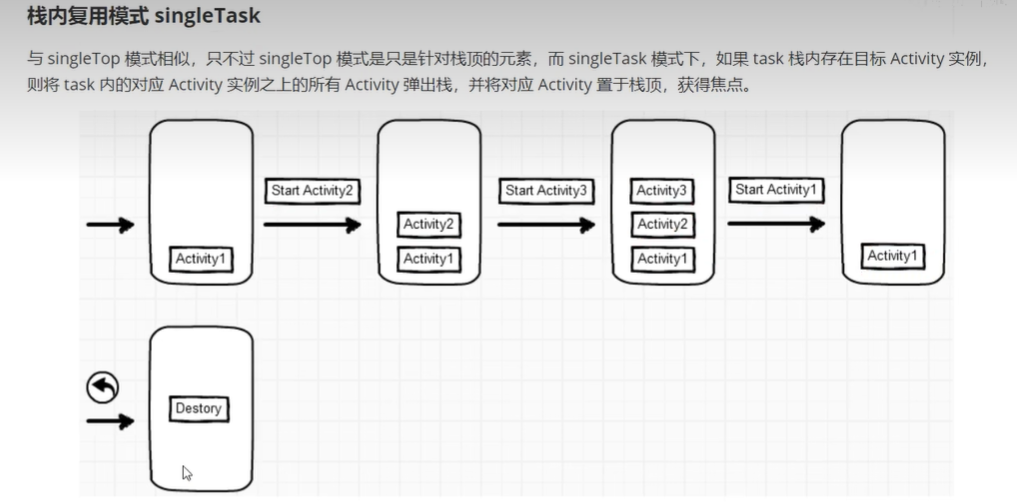 栈内复用模式 singleTask
与 singleTop 模式相似，只不过 singleTop 模式是只是针对栈顶的元素，而 singleTask 模式下，如果 task 栈内存在目标 Activity 实例，
则将 task 内的对应 Activity 实例之上的所有 Activity 弹出栈，并将对应 Activity 置于栈顶，获得焦点。
Start Activity2 Start Activity3 Activity3 Start Activity1
Activity2 Activity2
Activity1 Activity1 Activity1 Activity1
Destory